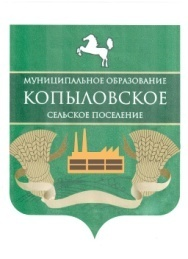 МУНИЦИПАЛЬНОЕ ОБРАЗОВАНИЕ
КОПЫЛОВСКОЕ
СЕЛЬСКОЕ ПОСЕЛЕНИЕ